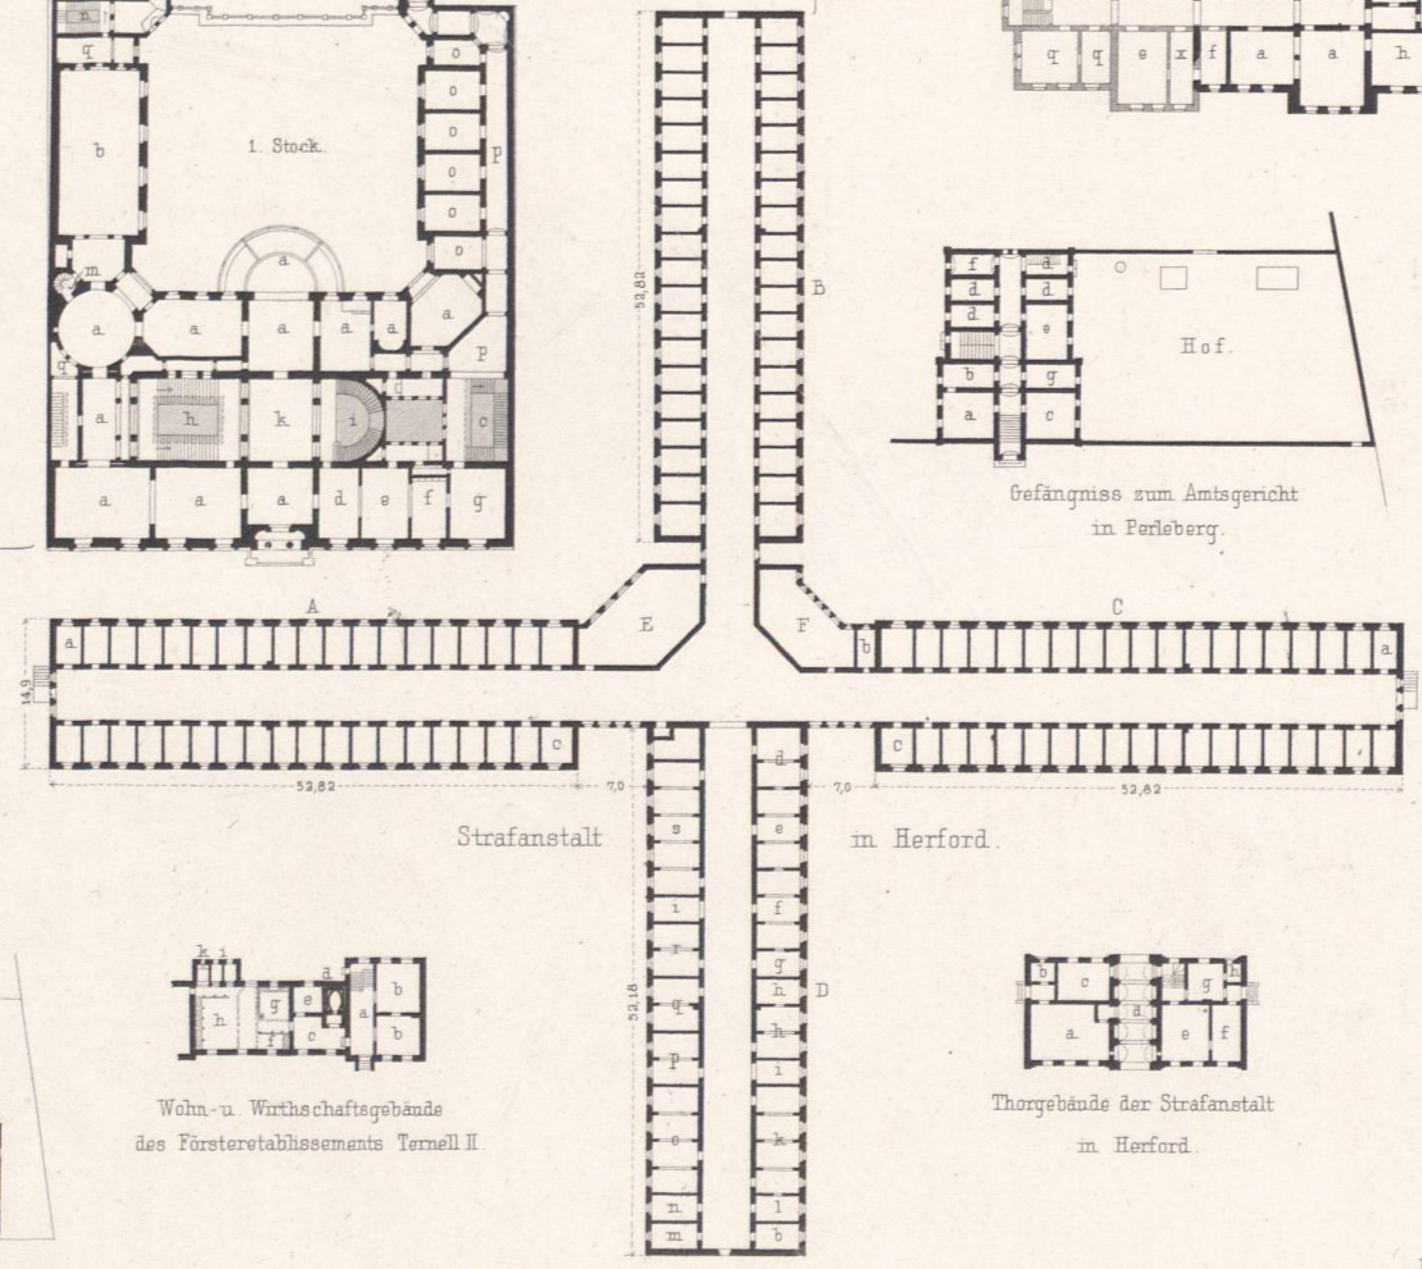 n
q
b
1. Stock.
o
o
o
o
o
o
p
m
a
a
a
a
a
a
a
p
q
a
h
k
i
d
c
a
a
a
d
e
f
g
52,82
B
q
q
e
x
f
a
a
h
f
d
d
d
d
e
b
g
a
c
Hof.
Gefängniss zum Amtsgericht
in Perleberg.
A
C
E
F
a
b
a
14,9
c
c
d
52,82
7,0
7,0
52,82
Strafanstalt
in Herford.
s
e
i
f
r
g
h
q
h
p
i
o
k
n
l
m
b
D
52,18
k
i
d
g
e
b
h
a
f
c
b
Wohn-u. Wirthschaftsgebäude
des Försteretablissements Ternell II.
b
c
g
h
d
a
e
f
Thorgebäude der Strafanstalt
in Herford.